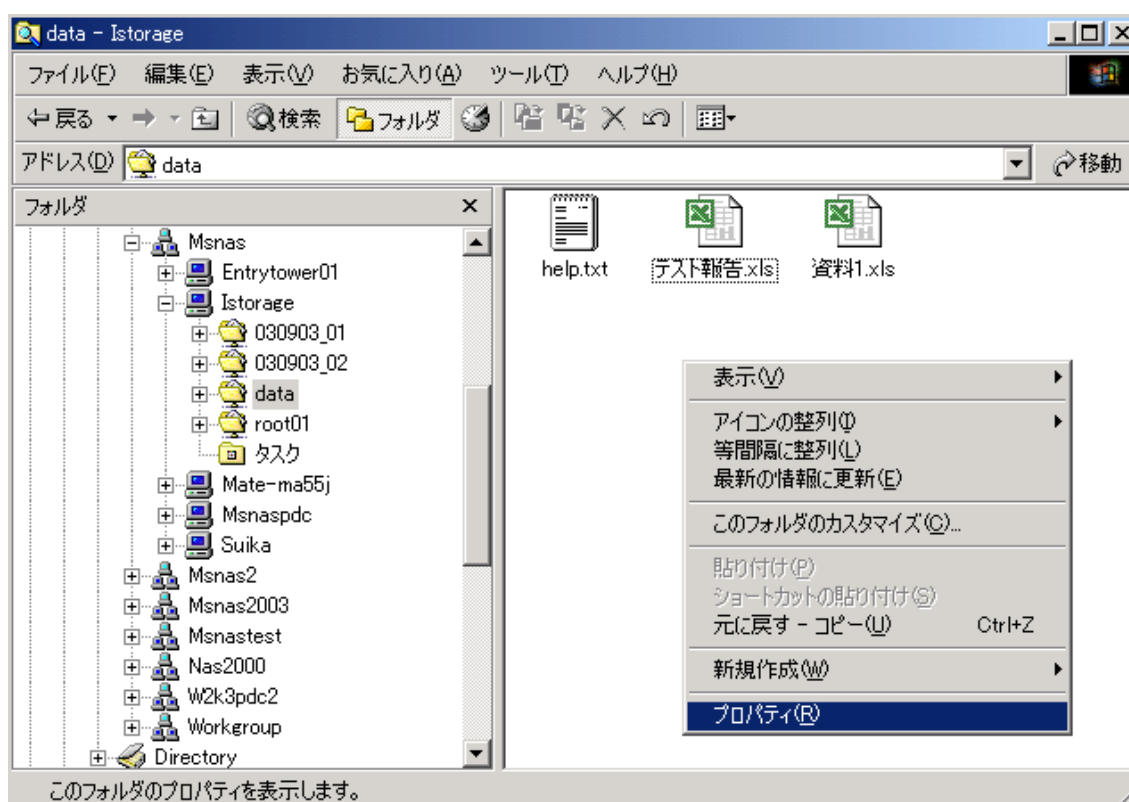 data - Istorage
ファイル(F) 編集(E) 表示(V) お気に入り(A) ツール(T) ヘルプ(H)
戻る 検索 フォルダ
アドレス(D) data 移動
フォルダ
Msnas
Entrytower01
Istorage
030903_01
030903_02
data
root01
タスク
Mate-ma55j
Msnaspdc
Suika
Msnas2
Msnas2003
Msnastest
Nas2000
W2k3pdc2
Workgroup
Directory
help.txt テスト報告.xls 資料1.xls
表示(V)
アイコンの整列(I)
等間隔に整列(L)
最新の情報に更新(E)
このフォルダのカスタマイズ(C)...
貼り付け(P)
ショートカットの貼り付け(S)
元に戻す - コピー(U) Ctrl+Z
新規作成(W)
プロパティ(R)
このフォルダのプロパティを表示します。